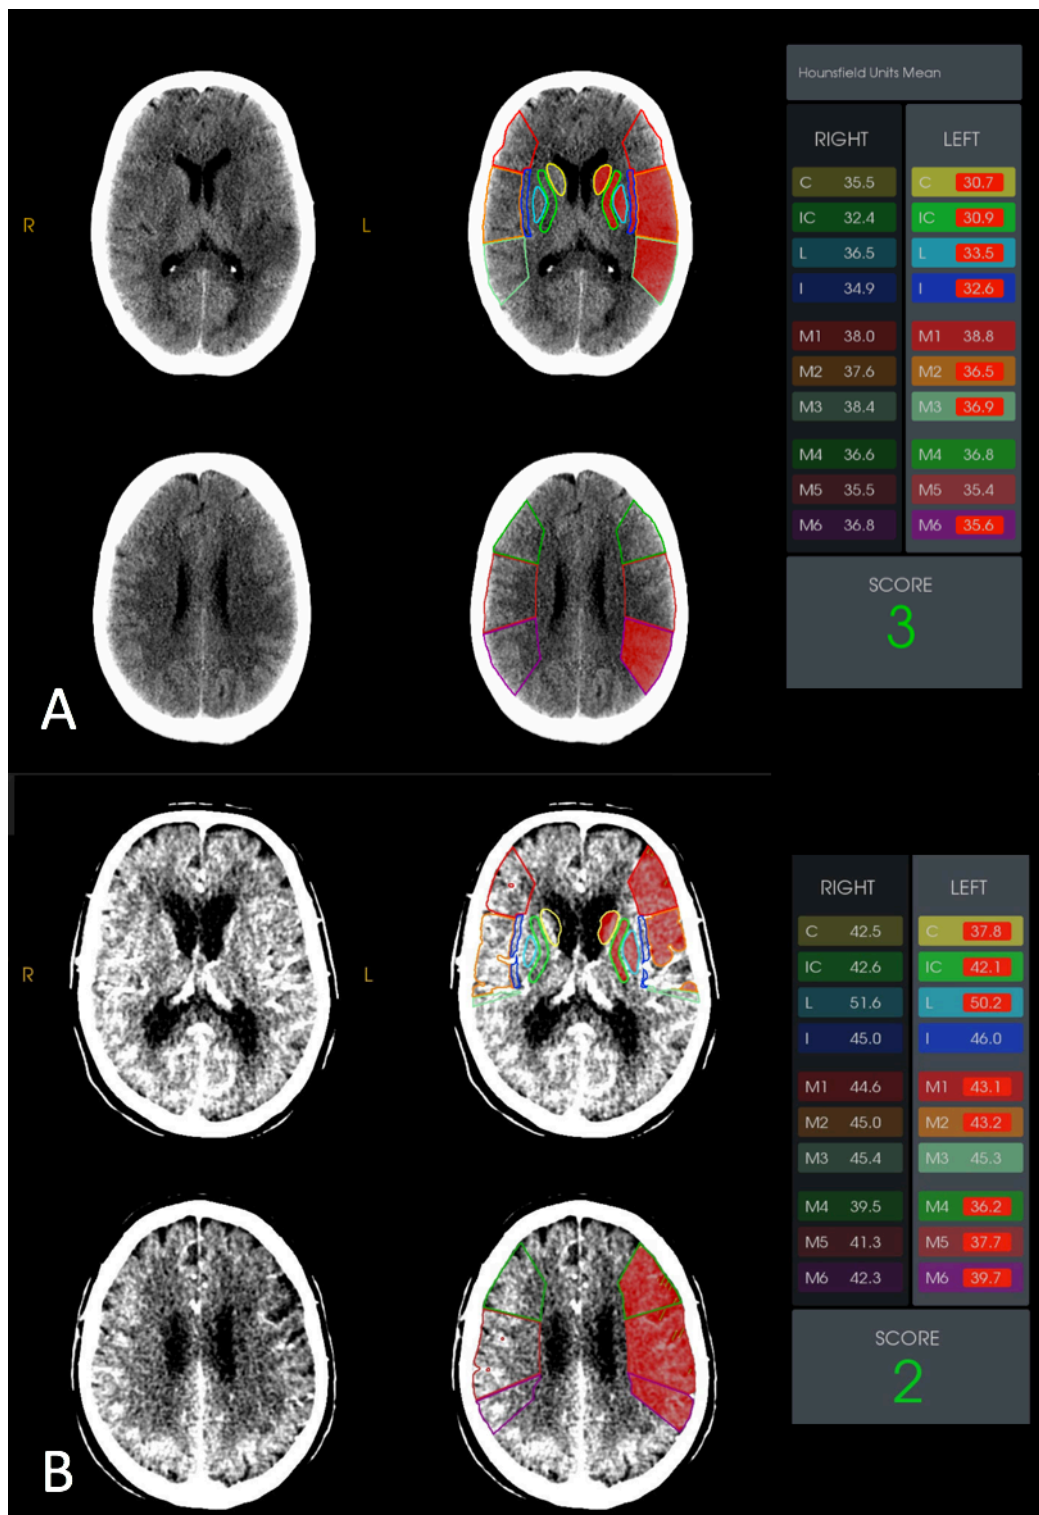 Hounsfield Units Mean
RIGHT LEFT
C 35.5 C 30.7
R L
IC 32.4 IC 30.9
L 36.5 L 33.5
I 34.9 I 32.6
M1 38.0 M1 38.8
M2 37.6 M2 36.5
M3 38.4 M3 36.9
M4 36.6 M4 36.8
M5 35.5 M5 35.4
M6 36.8 M6 35.6
SCORE
3
A
RIGHT LEFT
C 42.5 C 37.8
IC 42.6 IC 42.1
R L
L 51.6 L 50.2
I 45.0 I 46.0
M1 44.6 M1 43.1
M2 45.0 M2 43.2
M3 45.4 M3 45.3
M4 39.5 M4 36.2
M5 41.3 M5 37.7
M6 42.3 M6 39.7
SCORE
2
B